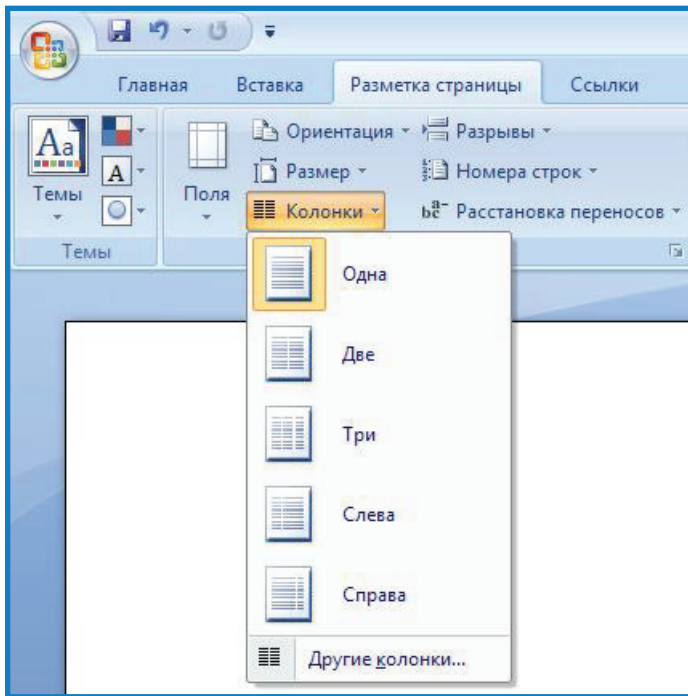 Главная Вставка Разметка страницы Ссылки
Aa Ориентация Разрывы
A Размер Номера строк
Темы Поля Колонки bc a- Расстановка переносов
Темы
Одна
Две
Три
Слева
Справа
Другие колонки...